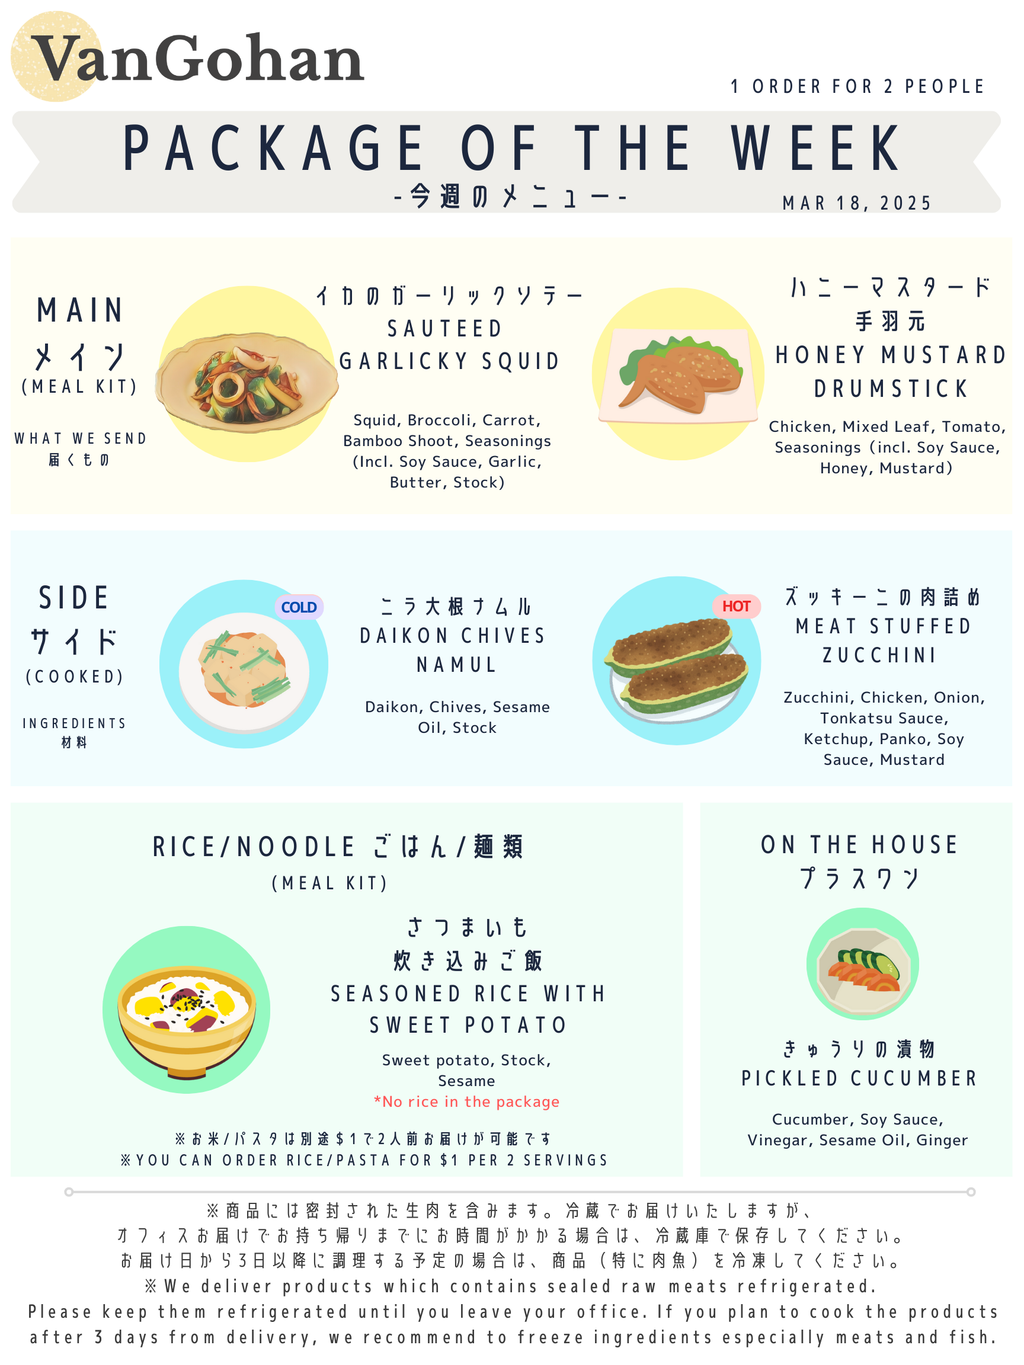 VanGohan
1 ORDER FOR 2 PEOPLE
PACKAGE OF THE WEEK
-今週のメニュー-
MAR 18, 2025
MAIN
メイン
(MEAL KIT)
WHAT WE SEND
届くもの
イカのガーリックソテー
SAUTEED
GARLICKY SQUID
Squid, Broccoli, Carrot,
Bamboo Shoot, Seasonings
(Incl. Soy Sauce, Garlic,
Butter, Stock)
ハニーマスタード
手羽元
HONEY MUSTARD
DRUMSTICK
Chicken, Mixed Leaf, Tomato,
Seasonings (incl. Soy Sauce,
Honey, Mustard)
SIDE
サイド
(COOKED)
INGREDIENTS
材料
COLD
ニラ大根ナムル
DAIKON CHIVES
NAMUL
Daikon, Chives, Sesame
Oil, Stock
HOT
ズッキーニの肉詰め
MEAT STUFFED
ZUCCHINI
Zucchini, Chicken, Onion,
Tonkatsu Sauce,
Ketchup, Panko, Soy
Sauce, Mustard
RICE/NOODLE ごはん/麺類
(MEAL KIT)
さつまいも
炊き込みご飯
SEASONED RICE WITH
SWEET POTATO
Sweet potato, Stock,
Sesame
*No rice in the package
※お米/パスタは別途$1で2人前お届けが可能です
※YOU CAN ORDER RICE/PASTA FOR $1 PER 2 SERVINGS
ON THE HOUSE
プラスワン
きゅうりの漬物
PICKLED CUCUMBER
Cucumber, Soy Sauce,
Vinegar, Sesame Oil, Ginger
※商品には密封された生肉を含みます。冷蔵でお届けいたしますが、
オフィスお届けでお持ち帰りまでにお時間がかかる場合は、冷蔵庫で保存してください。
お届け日から3日以降に調理する予定の場合は、商品（特に肉魚）を冷凍してください。
※We deliver products which contains sealed raw meats refrigerated.
Please keep them refrigerated until you leave your office. If you plan to cook the products
after 3 days from delivery, we recommend to freeze ingredients especially meats and fish.